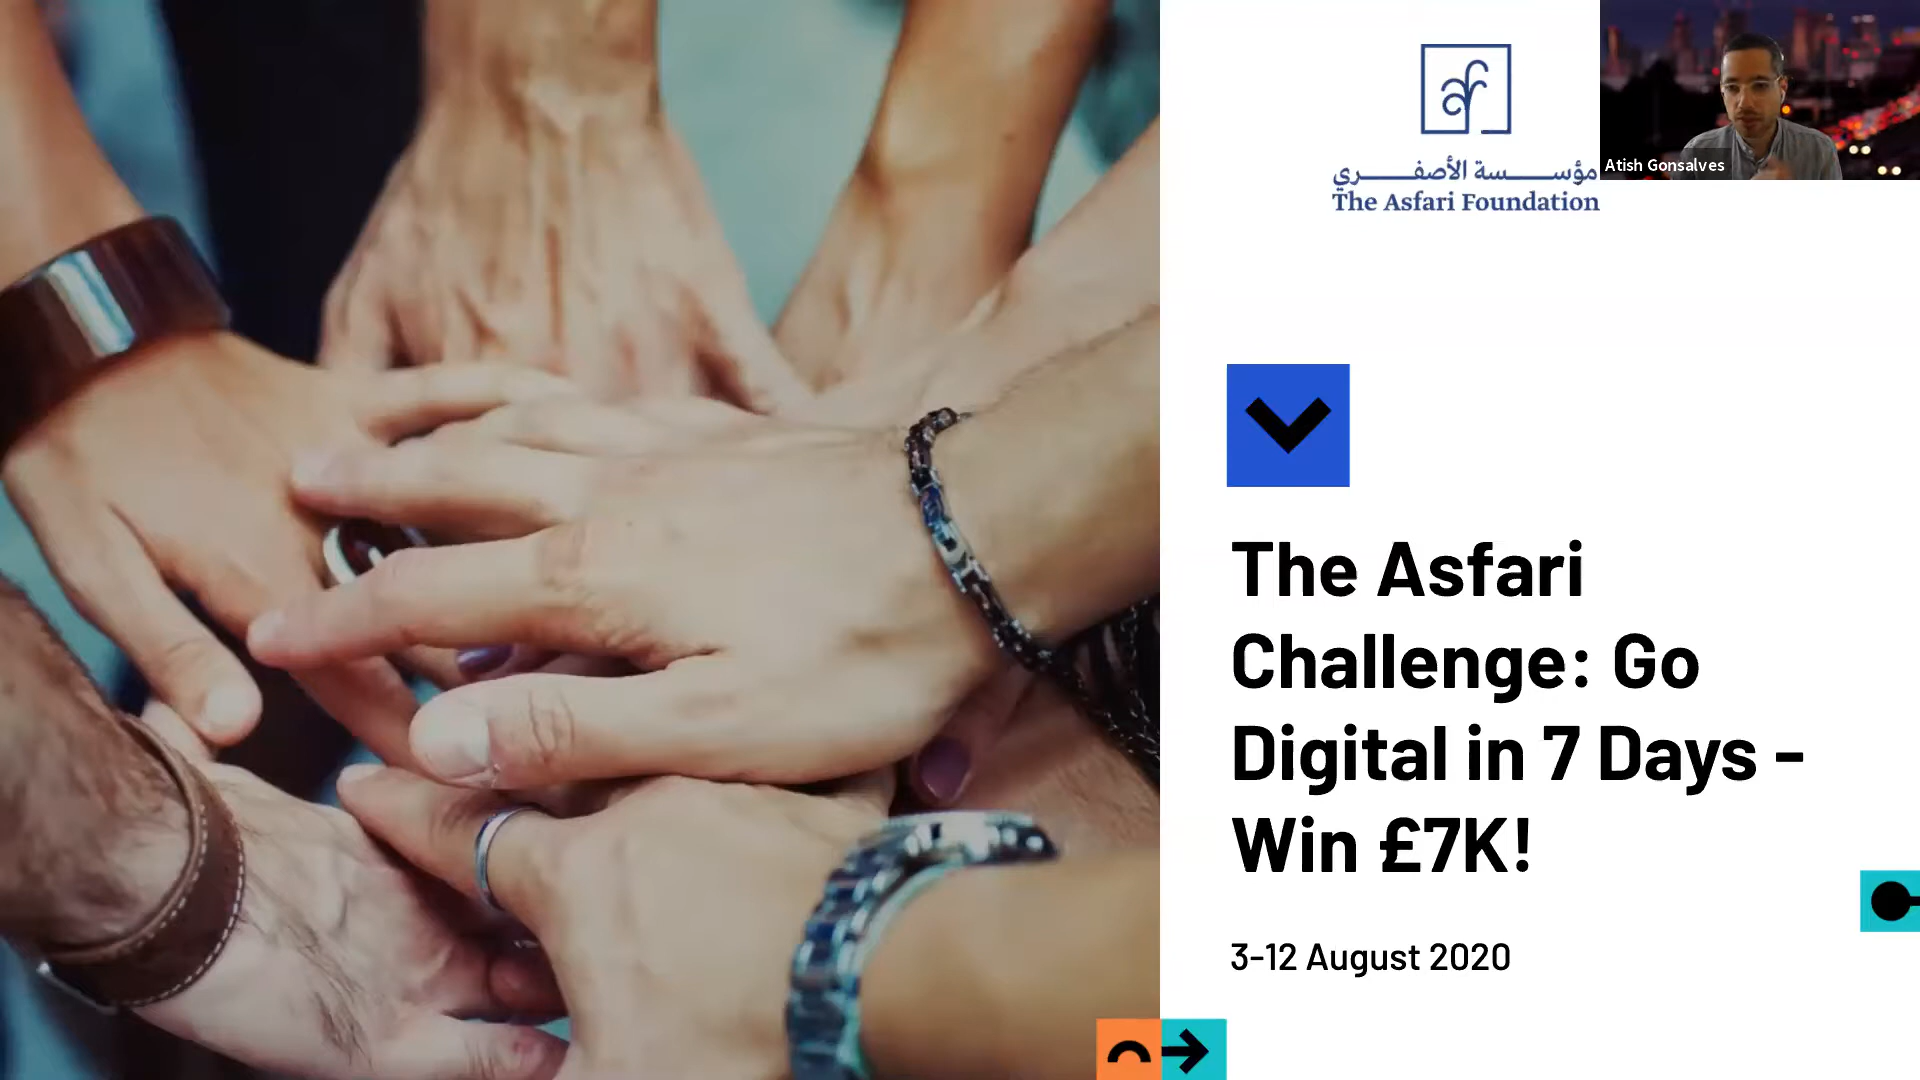 مؤسسة الأصفري
The Asfari Foundation
Atish Gonsalves
The Asfari
Challenge: Go
Digital in 7 Days -
Win £7K!
3-12 August 2020